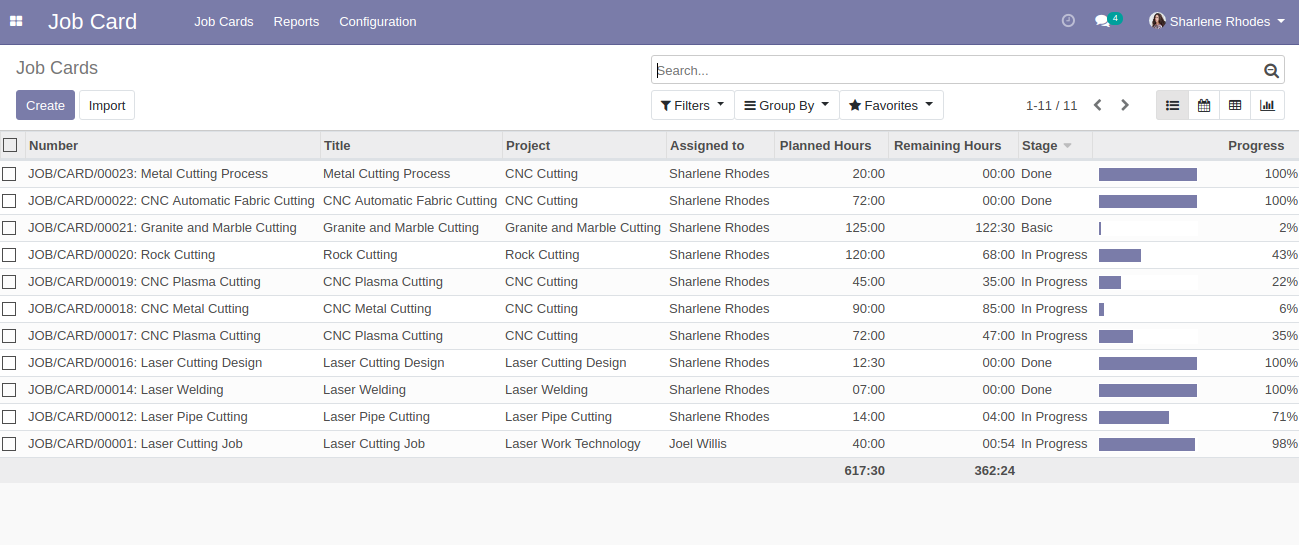 Job Card Job Cards Reports Configuration 4 Sharlene Rhodes
Job Cards
Search...
Create Import Filters Group By Favorites 1-11 / 11
Number Title Project Assigned to Planned Hours Remaining Hours Stage Progress
JOB/CARD/00023: Metal Cutting Process Metal Cutting Process CNC Cutting Sharlene Rhodes 20:00 00:00 Done 100%
JOB/CARD/00022: CNC Automatic Fabric Cutting CNC Automatic Fabric Cutting CNC Cutting Sharlene Rhodes 72:00 00:00 Done 100%
JOB/CARD/00021: Granite and Marble Cutting Granite and Marble Cutting Granite and Marble Cutting Sharlene Rhodes 125:00 122:30 Basic 2%
JOB/CARD/00020: Rock Cutting Rock Cutting Rock Cutting Sharlene Rhodes 120:00 68:00 In Progress 43%
JOB/CARD/00019: CNC Plasma Cutting CNC Plasma Cutting CNC Cutting Sharlene Rhodes 45:00 35:00 In Progress 22%
JOB/CARD/00018: CNC Metal Cutting CNC Metal Cutting CNC Cutting Sharlene Rhodes 90:00 85:00 In Progress 6%
JOB/CARD/00017: CNC Plasma Cutting CNC Plasma Cutting CNC Cutting Sharlene Rhodes 72:00 47:00 In Progress 35%
JOB/CARD/00016: Laser Cutting Design Laser Cutting Design Laser Cutting Design Sharlene Rhodes 12:30 00:00 Done 100%
JOB/CARD/00014: Laser Welding Laser Welding Laser Welding Sharlene Rhodes 07:00 00:00 Done 100%
JOB/CARD/00012: Laser Pipe Cutting Laser Pipe Cutting Laser Pipe Cutting Sharlene Rhodes 14:00 04:00 In Progress 71%
JOB/CARD/00001: Laser Cutting Job Laser Cutting Job Laser Work Technology Joel Willis 40:00 00:54 In Progress 98%
617:30 362:24